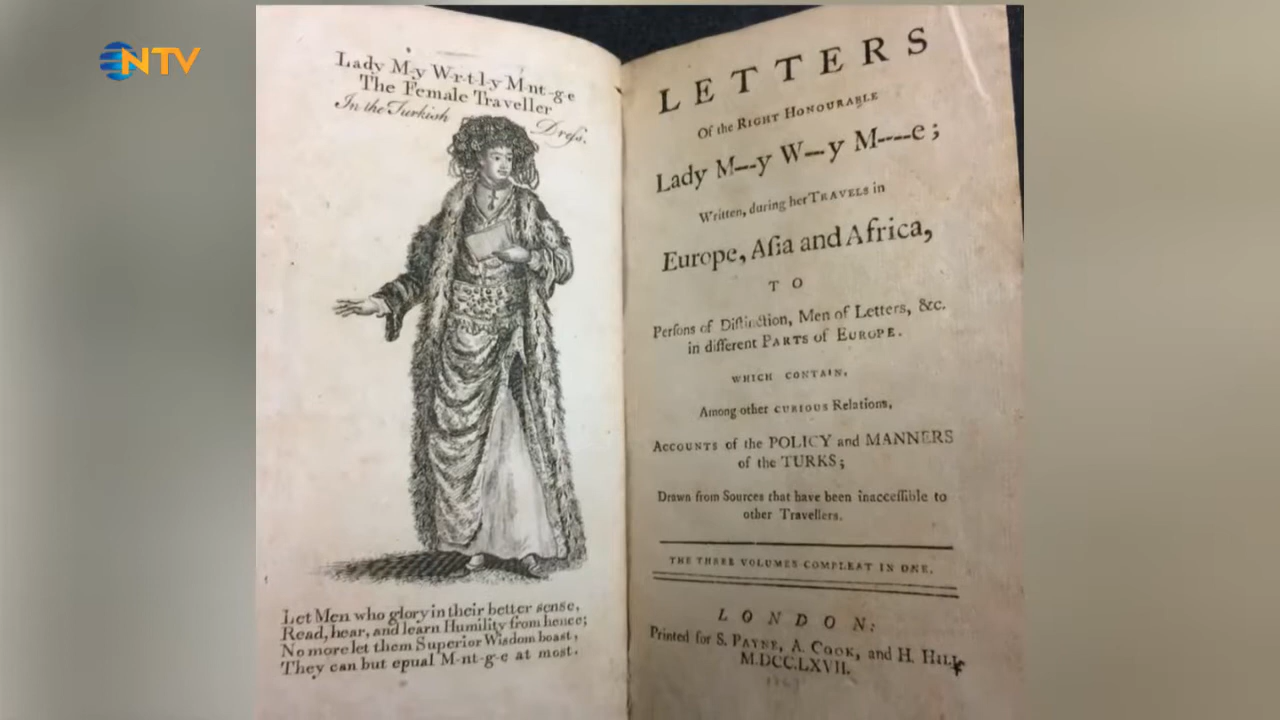 NTV
Lady M-y W-r-t-l-y M-nt-g-e
The Female Traveller
In the Turkish Dreſs.
Let Men who glory in their better sense,
Read, hear, and learn Humility from hence;
No more let them Superior Wisdom boast,
They can but epual M-nt-g-e at most.
LETTERS
Of the RIGHT HONOURABLE
Lady M--y W--y M----e;
Written, during her TRAVELS in
Europe, Aſia and Africa,
TO
Perſons of Diſtinction, Men of Letters, &c.
in different PARTS of EUROPE.
WHICH CONTAIN,
Among other CURIOUS Relations,
ACCOUNTS of the POLICY and MANNERS
of the TURKS;
Drawn from Sources that have been inacceſſible to
other Travellers.
THE THREE VOLUMES COMPLEAT IN ONE.
LONDON:
Printed for S. PAYNE, A. COOK, and H. HILL
M.DCC.LXVII.